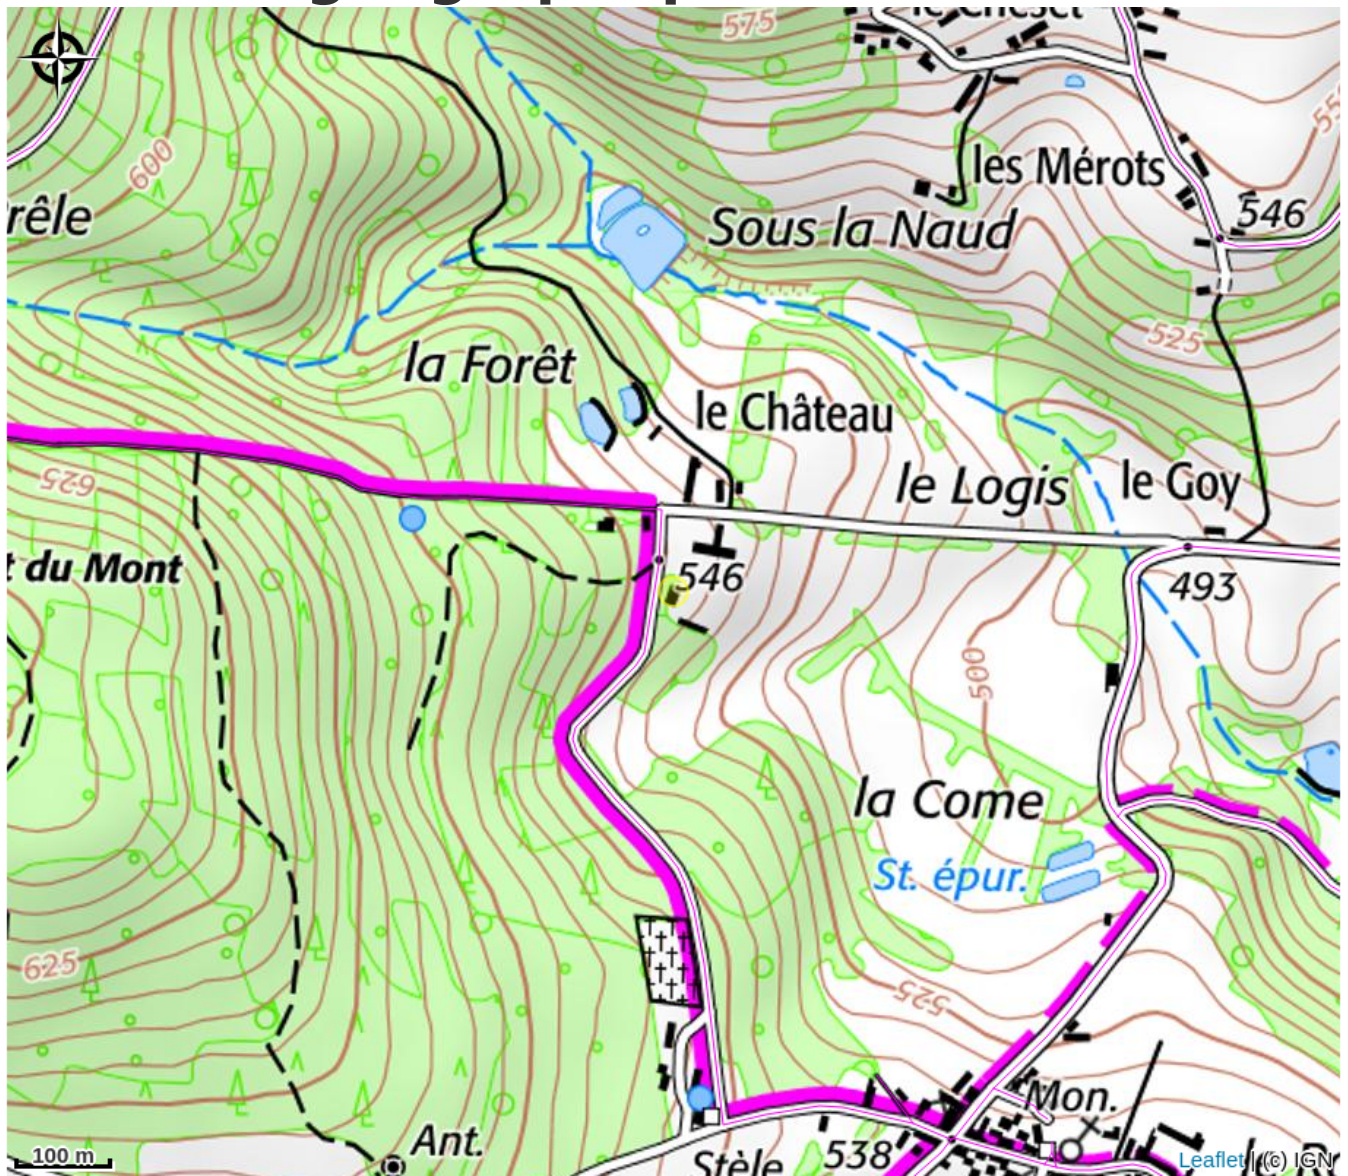 575
le Cheset
550
600
les Mérots
rêle
Sous la Naud
546
525
la Forêt
le Château
625
le Logis
le Goy
t du Mont
546
493
500
la Come
St. épur.
625
525
Mon.
Ant.
538
Stèle
100 m
Leaflet | (c) IGN